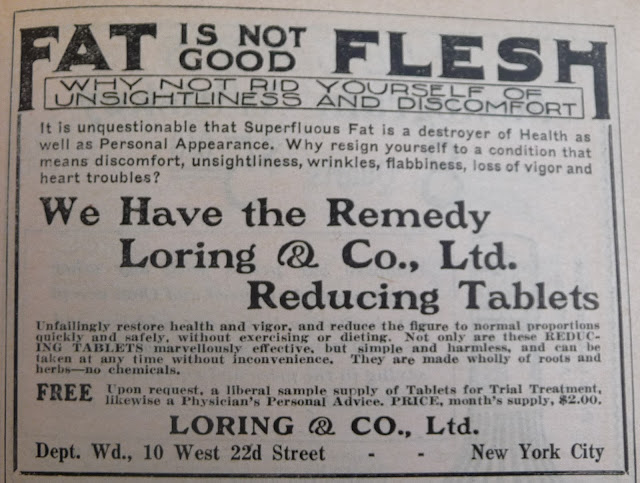 FAT IS NOT GOOD FLESH
WHY NOT RID YOURSELF OF
UNSIGHTLINESS AND DISCOMFORT
It is unquestionable that Superfluous Fat is a destroyer of Health as
well as Personal Appearance. Why resign yourself to a condition that
means discomfort, unsightliness, wrinkles, flabbiness, loss of vigor and
heart troubles?
We Have the Remedy
Loring & Co., Ltd.
Reducing Tablets
Unfailingly restore health and vigor, and reduce the figure to normal proportions
quickly and safely, without exercising or dieting. Not only are these REDUC-
ING TABLETS marvellously effective, but simple and harmless, and can be
taken at any time without inconvenience. They are made wholly of roots and
herbs—no chemicals.
FREE Upon request, a liberal sample supply of Tablets for Trial Treatment,
likewise a Physician's Personal Advice. PRICE, month's supply, $2.00.
LORING & CO., Ltd.
Dept. Wd., 10 West 22d Street - - New York City